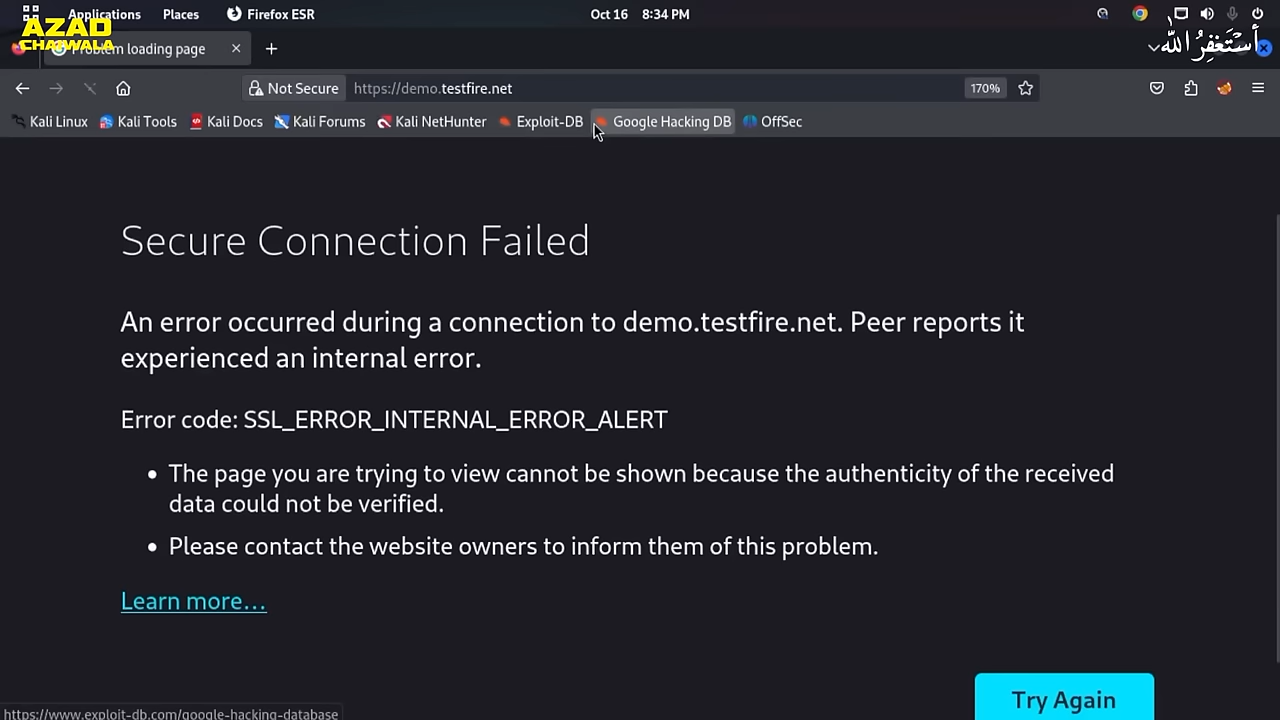 Applications Places Firefox ESR Oct 16 8:34 PM
AZAD
CHAIWALA
Problem loading page
أستغفر الله
Not Secure https://demo.testfire.net 170%
Kali Linux Kali Tools Kali Docs Kali Forums Kali NetHunter Exploit-DB Google Hacking DB OffSec
Secure Connection Failed
An error occurred during a connection to demo.testfire.net. Peer reports it
experienced an internal error.
Error code: SSL_ERROR_INTERNAL_ERROR_ALERT
• The page you are trying to view cannot be shown because the authenticity of the received
data could not be verified.
• Please contact the website owners to inform them of this problem.
Learn more…
Try Again
https://www.exploit-db.com/google-hacking-database